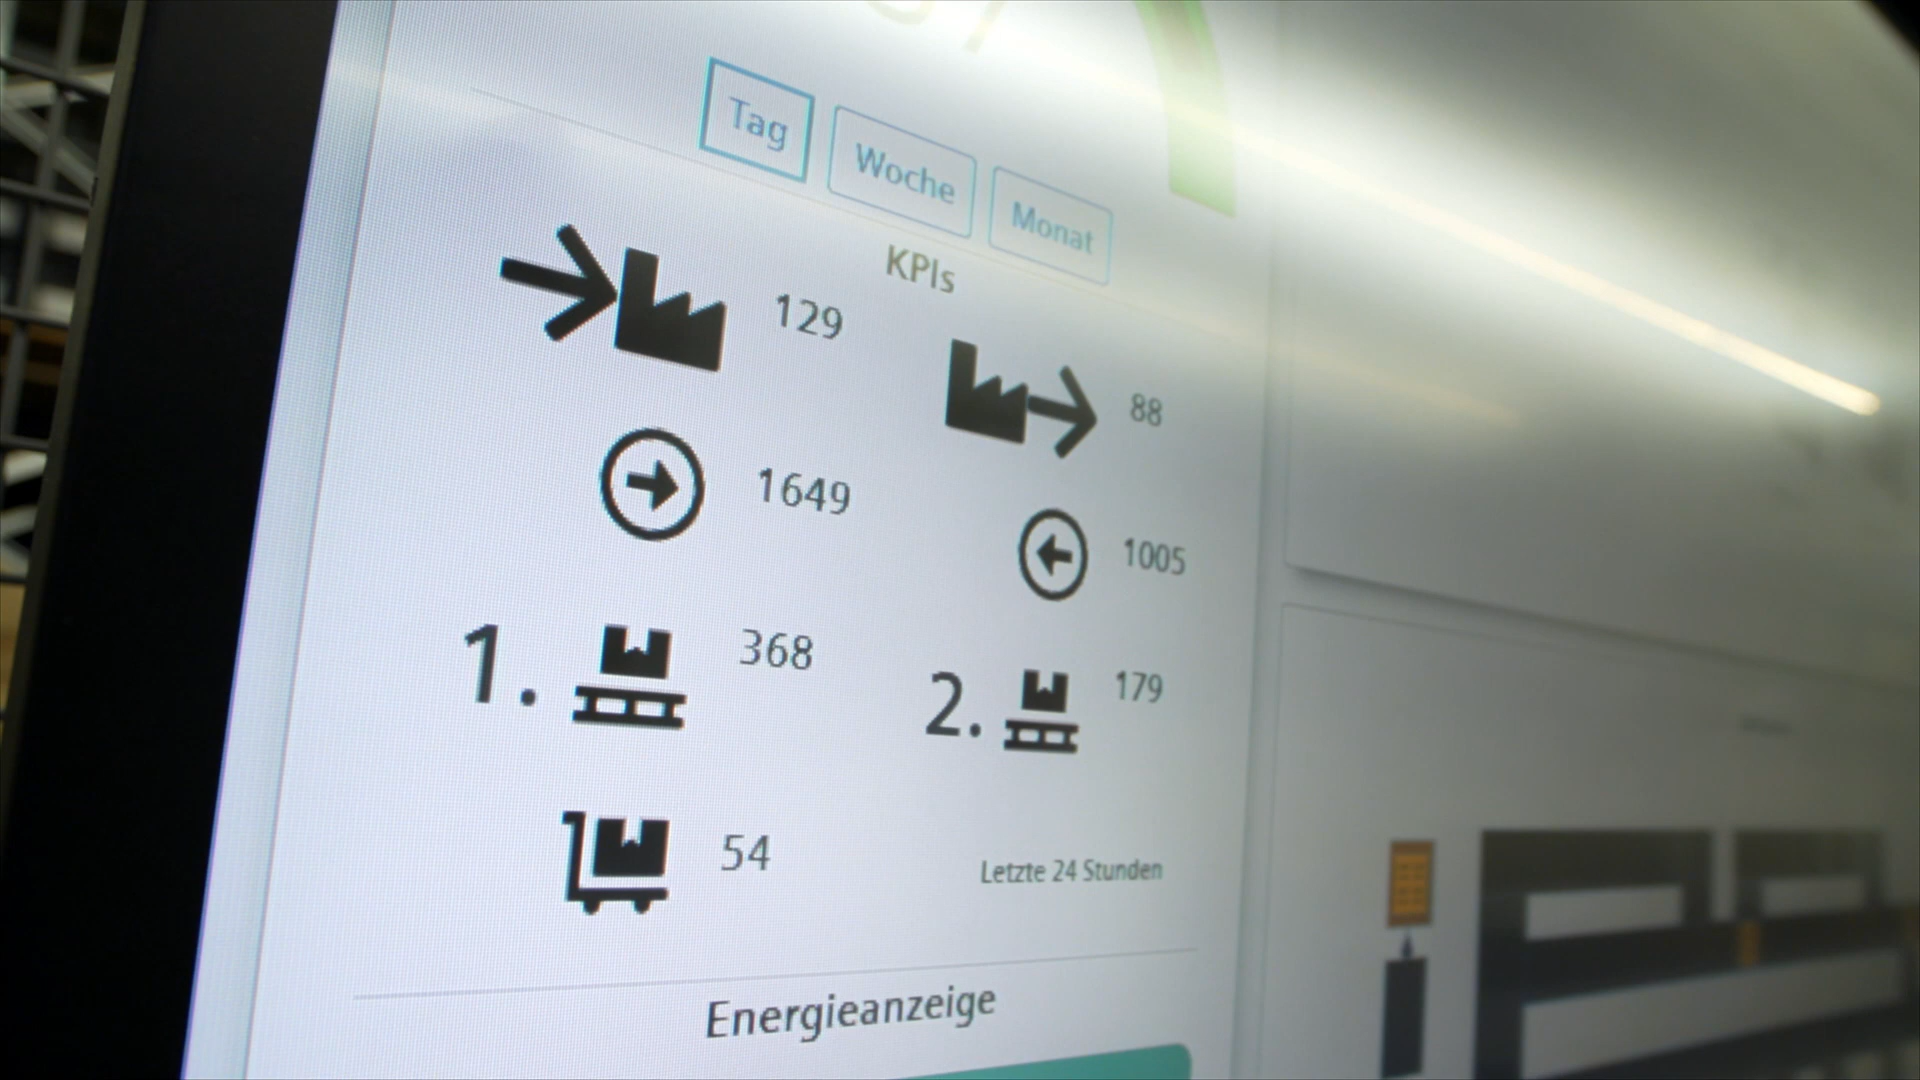 Tag
Woche
Monat
KPIs
129
88
1649
1005
1.
368
2.
179
54
Letzte 24 Stunden
Energieanzeige